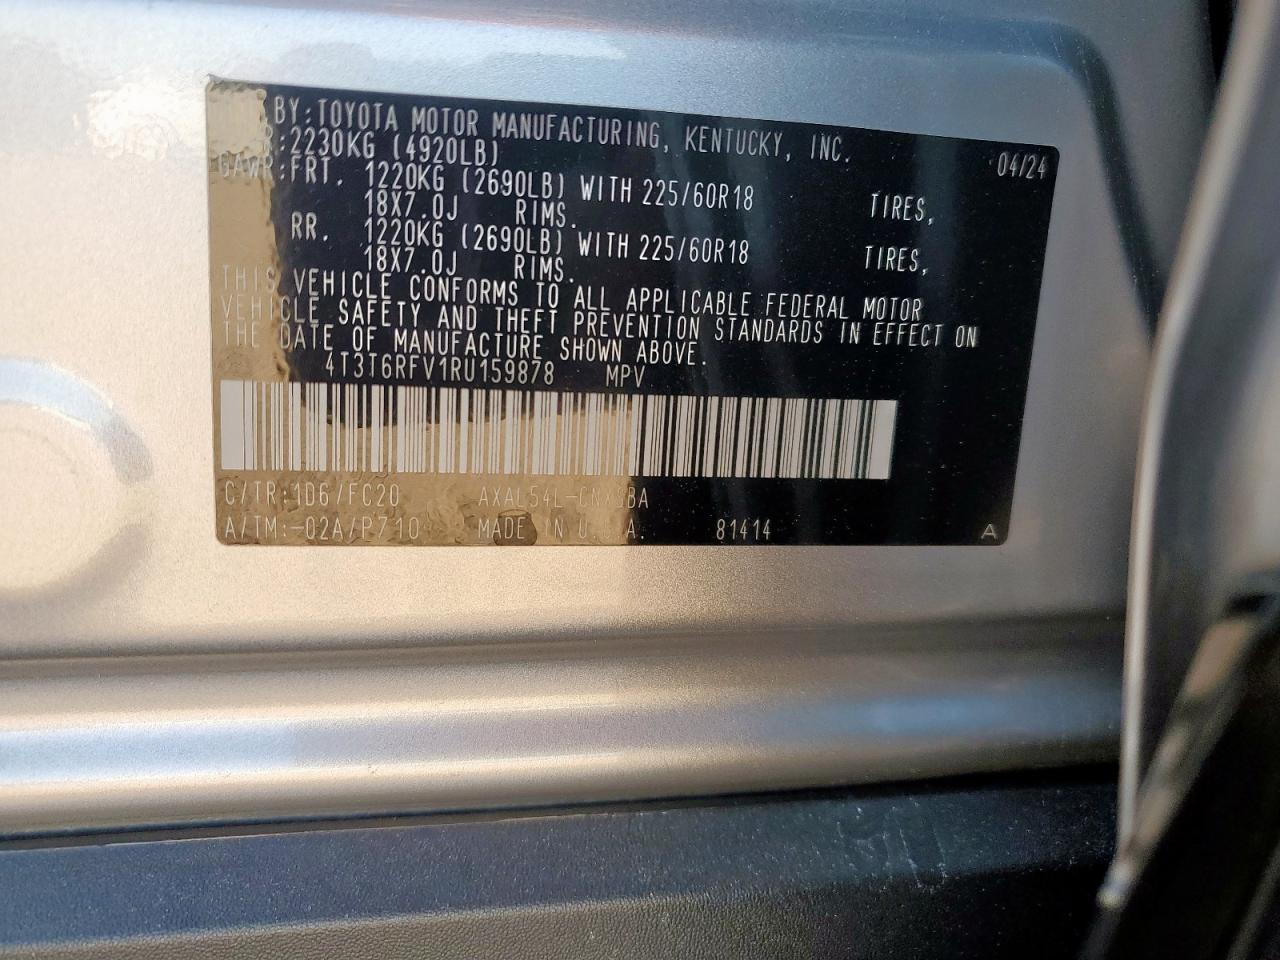 BY:TOYOTA MOTOR MANUFACTURING, KENTUCKY, INC. 04/24
:2230KG (4920LB)
GAWR:FRT. 1220KG (2690LB) WITH 225/60R18 TIRES,
18X7.0J RIMS.
RR. 1220KG (2690LB) WITH 225/60R18 TIRES,
18X7.0J RIMS.
THIS VEHICLE CONFORMS TO ALL APPLICABLE FEDERAL MOTOR
VEHICLE SAFETY AND THEFT PREVENTION STANDARDS IN EFFECT ON
THE DATE OF MANUFACTURE SHOWN ABOVE.
4T3T6RFV1RU159878 MPV
C/TR:1D6/FC20
A/TM:-02A/P710 MADE IN U.S.A. 81414 A